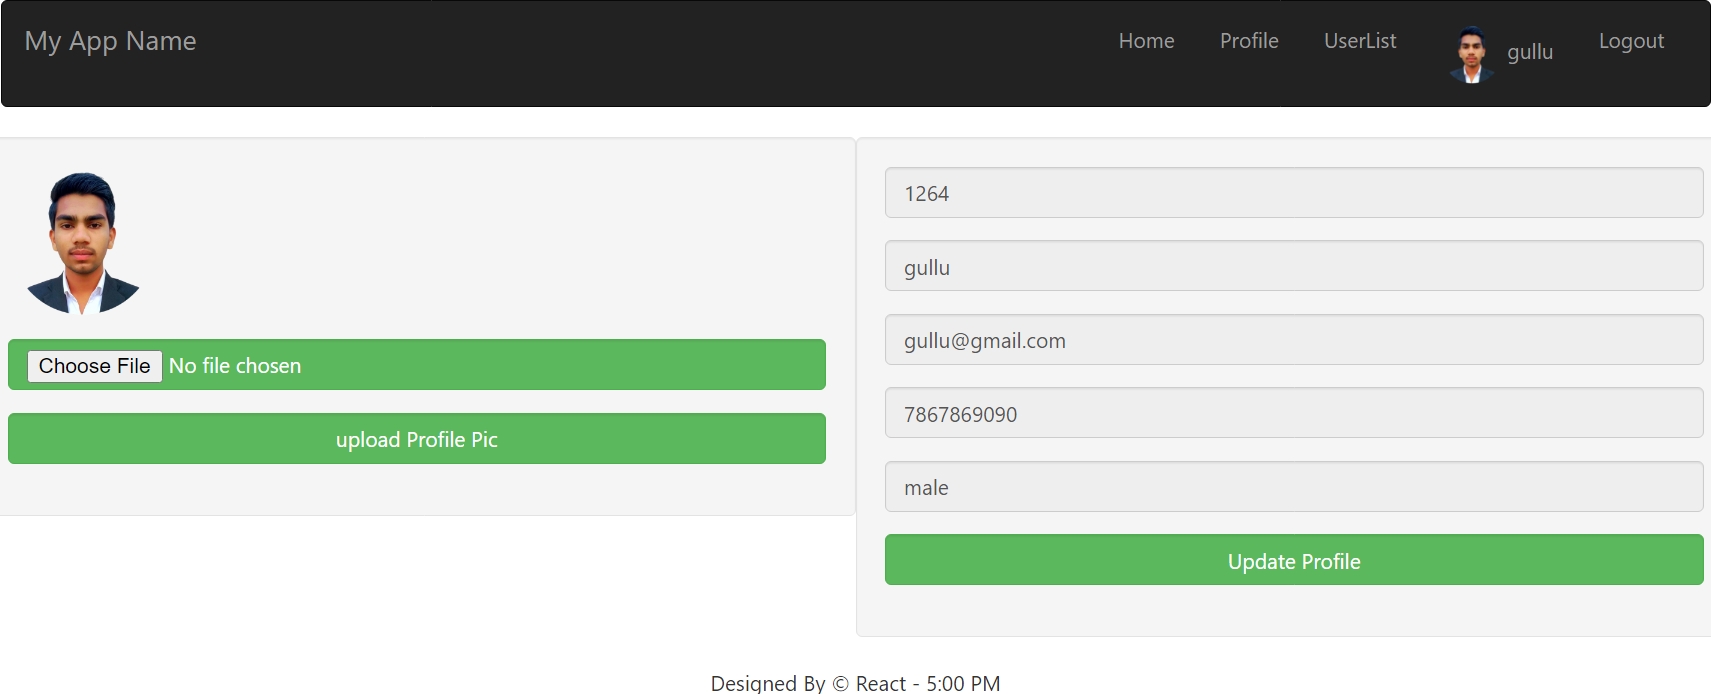 My App Name
Home Profile UserList gullu Logout
Choose File No file chosen
upload Profile Pic
1264
gullu
gullu@gmail.com
7867869090
male
Update Profile
Designed By © React - 5:00 PM